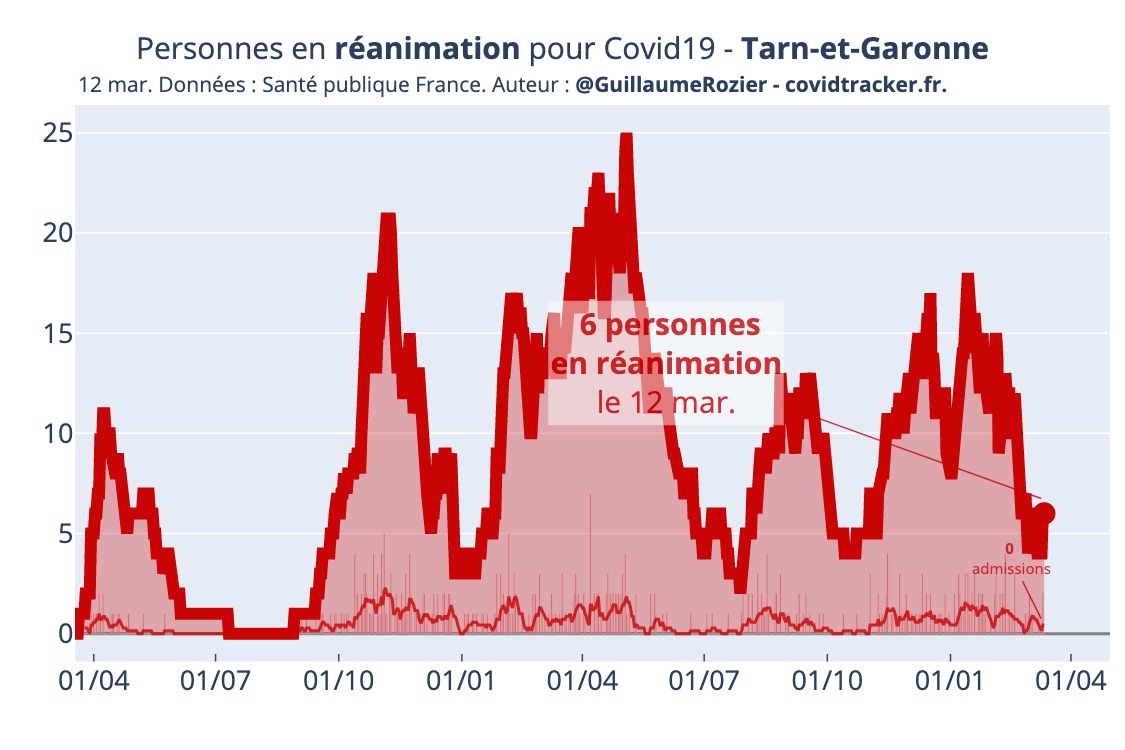 Personnes en réanimation pour Covid19 - Tarn-et-Garonne
12 mar. Données : Santé publique France. Auteur : @GuillaumeRozier - covidtracker.fr.
25
20
15
10
5
0
6 personnes
en réanimation
le 12 mar.
0
admissions
01/04
01/07
01/10
01/01
01/04
01/07
01/10
01/01
01/04